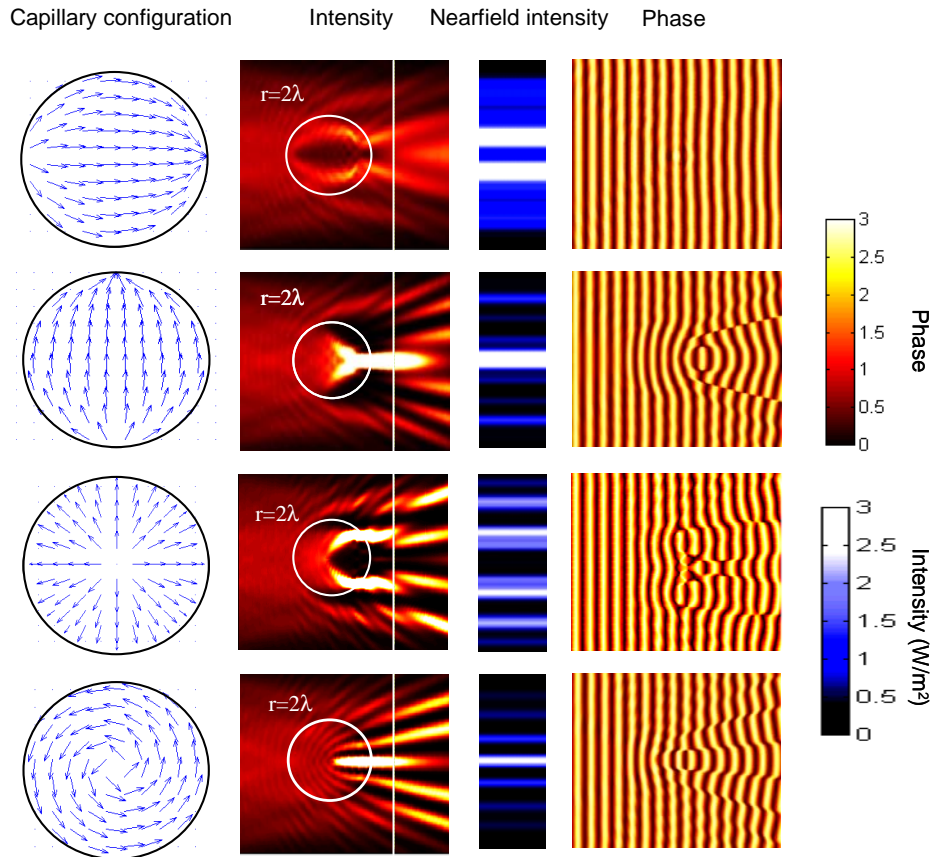 Capillary configuration Intensity Nearfield intensity Phase
r=2λ
r=2λ
r=2λ
r=2λ
3
2.5
2
1.5
1
0.5
0
Phase
3
2.5
2
1.5
1
0.5
0
Intensity (W/m²)